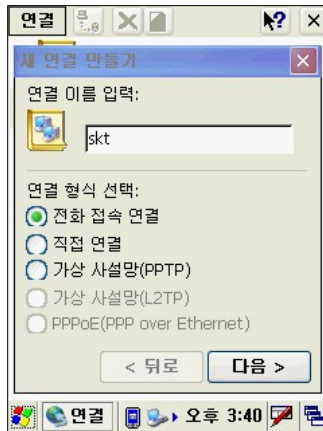 연결
새 연결 만들기
연결 이름 입력:
skt
연결 형식 선택:
전화 접속 연결
직접 연결
가상 사설망(PPTP)
가상 사설망(L2TP)
PPPoE(PPP over Ethernet)
< 뒤로
다음 >
연결
오후 3:40